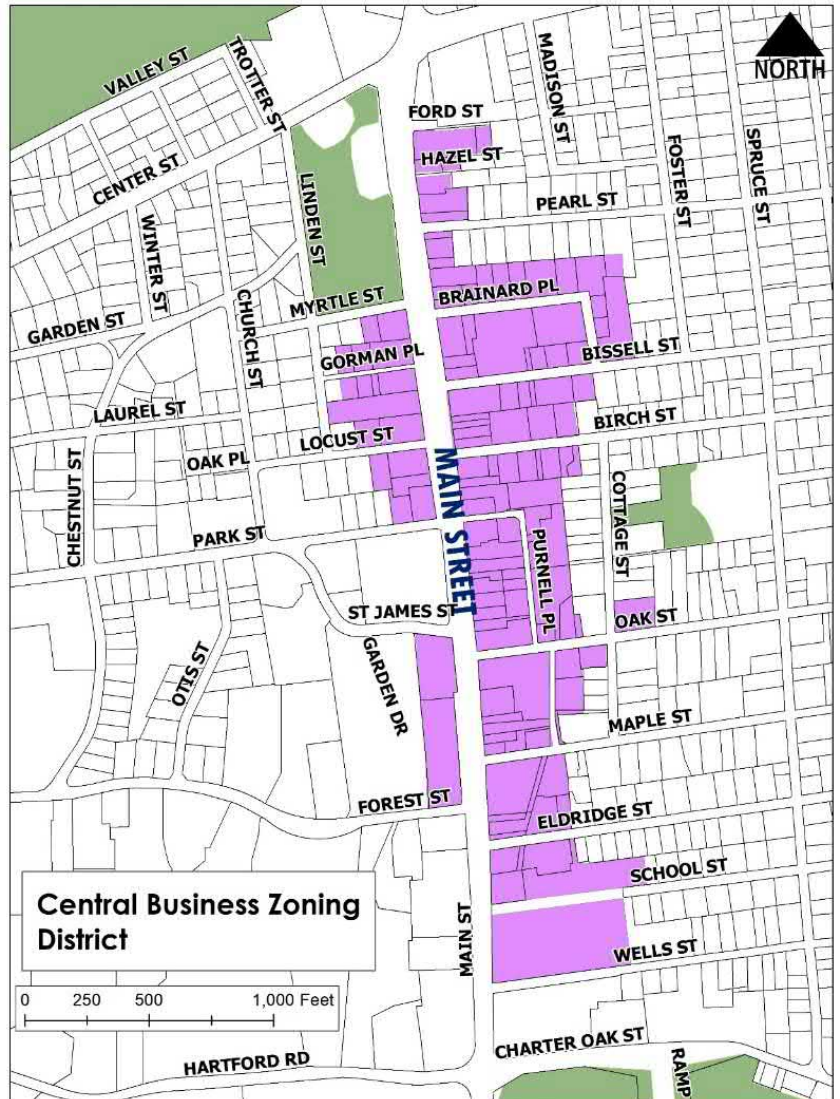 VALLEY ST
TROTTER ST
MADISON ST
NORTH
FORD ST
HAZEL ST
CENTER ST
FOSTER ST
SPRUCE ST
LINDEN ST
PEARL ST
WINTER ST
MYRTLE ST
BRAINARD PL
GARDEN ST
CHURCH ST
GORMAN PL
BISSELL ST
LAUREL ST
LOCUST ST
BIRCH ST
OAK PL
MAIN STREET
CHESTNUT ST
COTTAGE ST
PARK ST
PURNELL PL
ST JAMES ST
OAK ST
OTIS ST
GARDEN DR
MAPLE ST
FOREST ST
ELDRIDGE ST
SCHOOL ST
Central Business Zoning
District
MAIN ST
WELLS ST
0 250 500 1,000 Feet
CHARTER OAK ST
HARTFORD RD
RAMP